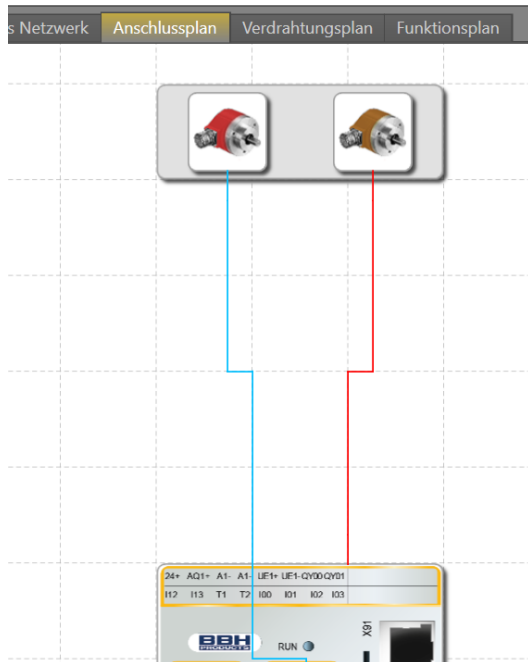 s Netzwerk Anschlussplan Verdrahtungsplan Funktionsplan
24+ AQ1+ A1- A1- UE1+ UE1- QY00 QY01
I12 I13 T1 T2 I00 I01 I02 I03
BBH
PRODUCTS
RUN
X91